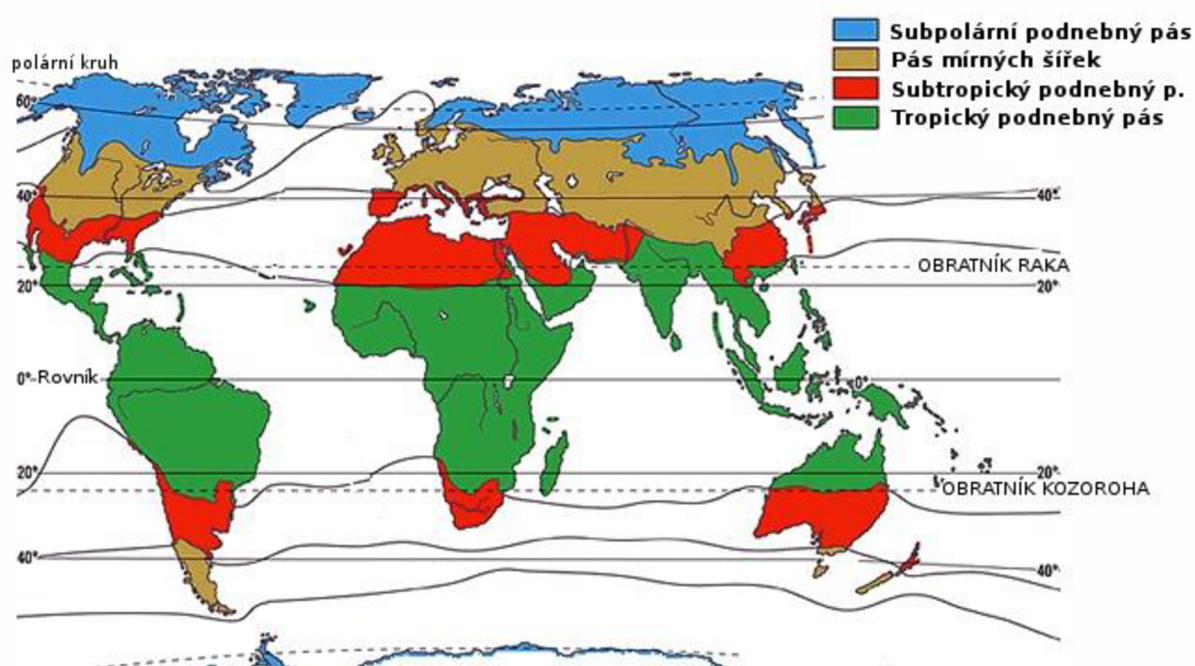 Subpolární podnebný pás
Pás mírných šířek
Subtropický podnebný p.
Tropický podnebný pás
polární kruh
60°
40°
40°
OBRATNÍK RAKA
20°
20°
0°
Rovník
0°
20°
20°
OBRATNÍK KOZOROHA
40°
40°